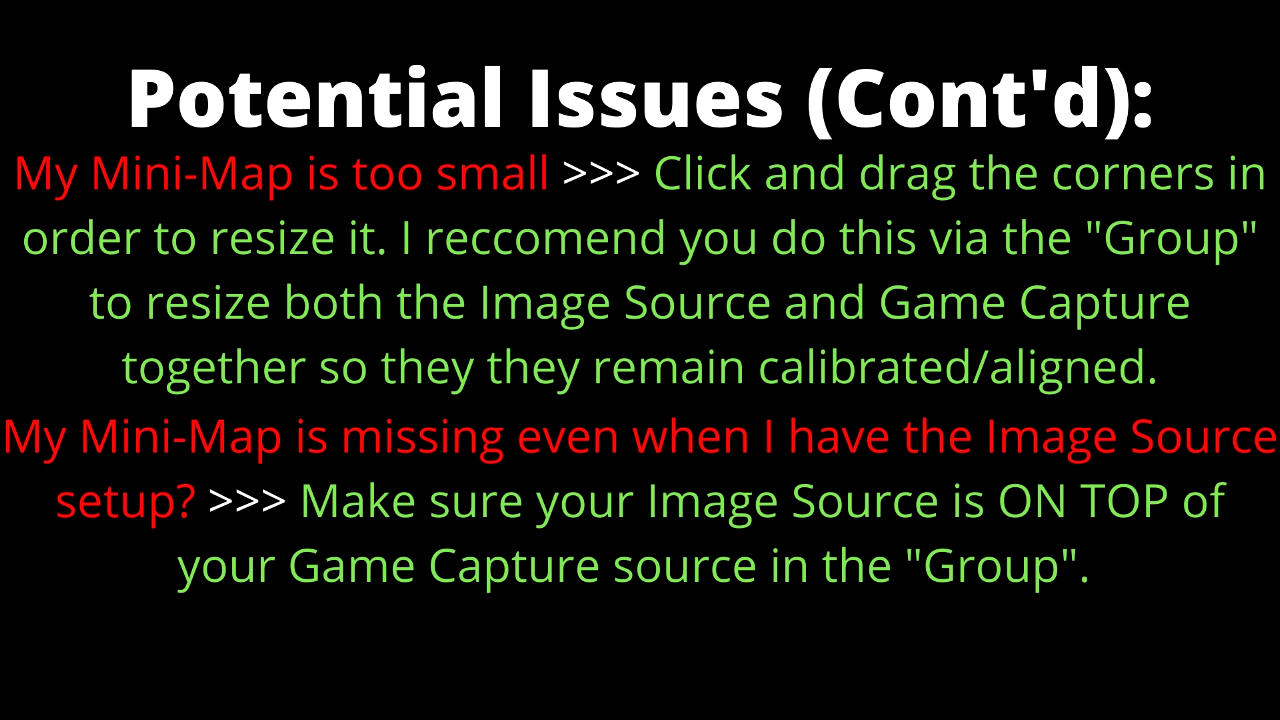 Potential Issues (Cont'd):
My Mini-Map is too small >>> Click and drag the corners in
order to resize it. I reccomend you do this via the "Group"
to resize both the Image Source and Game Capture
together so they they remain calibrated/aligned.
My Mini-Map is missing even when I have the Image Source
setup? >>> Make sure your Image Source is ON TOP of
your Game Capture source in the "Group".